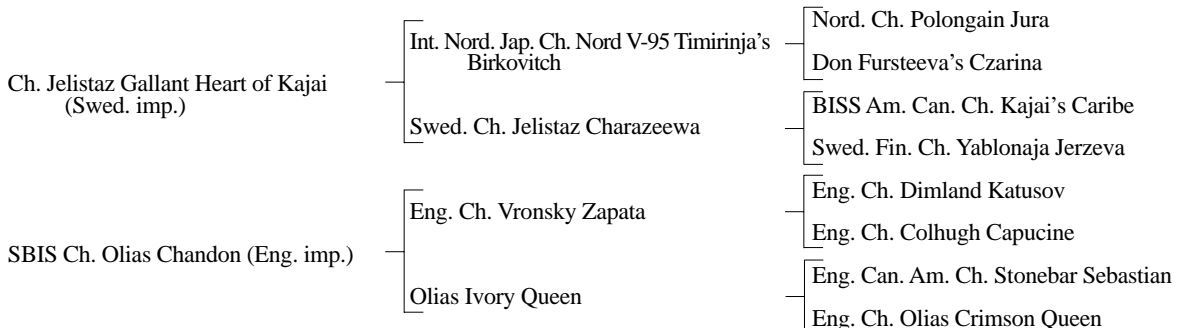 Ch. Jelistaz Gallant Heart of Kajai
(Swed. imp.)
Int. Nord. Jap. Ch. Nord V-95 Timirinja’s
Birkovitch
Nord. Ch. Polongain Jura
Don Fursteeva’s Czarina
Swed. Ch. Jelistaz Charazeewa
BISS Am. Can. Ch. Kajai’s Caribe
Swed. Fin. Ch. Yablonaja Jerzeva
SBIS Ch. Olias Chandon (Eng. imp.)
Eng. Ch. Vronsky Zapata
Eng. Ch. Dimland Katusov
Eng. Ch. Colhugh Capucine
Olias Ivory Queen
Eng. Can. Am. Ch. Stonebar Sebastian
Eng. Ch. Olias Crimson Queen